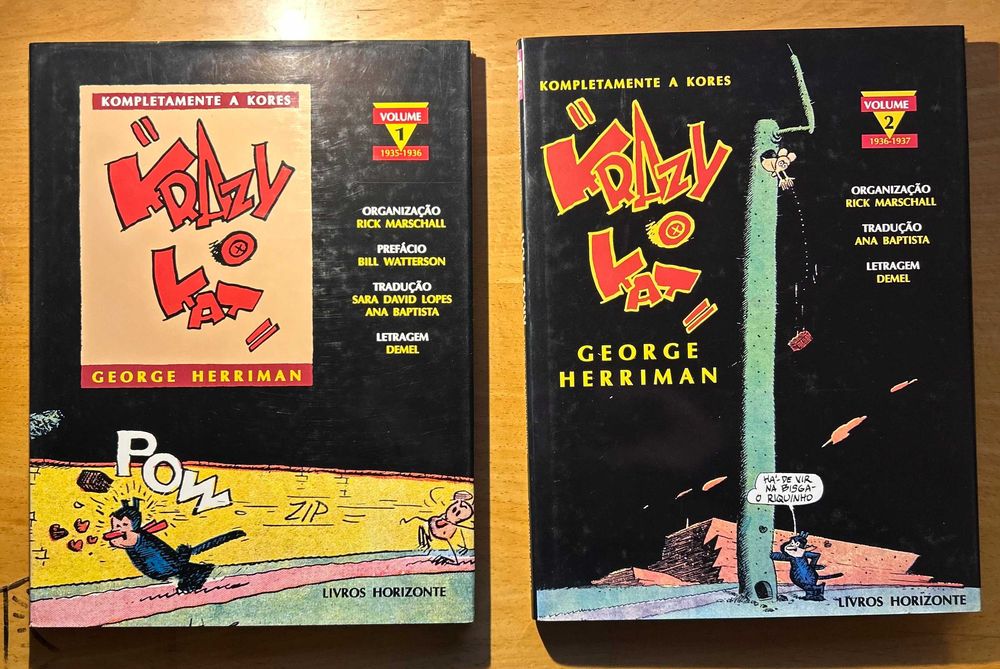 KOMPLETAMENTE A KORES
"KRAZY
KAT"
GEORGE HERRIMAN
VOLUME
1
1935-1936
ORGANIZAÇÃO
RICK MARSCHALL
PREFÁCIO
BILL WATTERSON
TRADUÇÃO
SARA DAVID LOPES
ANA BAPTISTA
LETRAGEM
DEMEL
POW
ZIP
LIVROS HORIZONTE
KOMPLETAMENTE A KORES
"KRAZY
KAT"
GEORGE
HERRIMAN
VOLUME
2
1936-1937
ORGANIZAÇÃO
RICK MARSCHALL
TRADUÇÃO
ANA BAPTISTA
LETRAGEM
DEMEL
HÁ-DE VIR
NA BISGA-
O RIQUINHO
LIVROS HORIZONTE